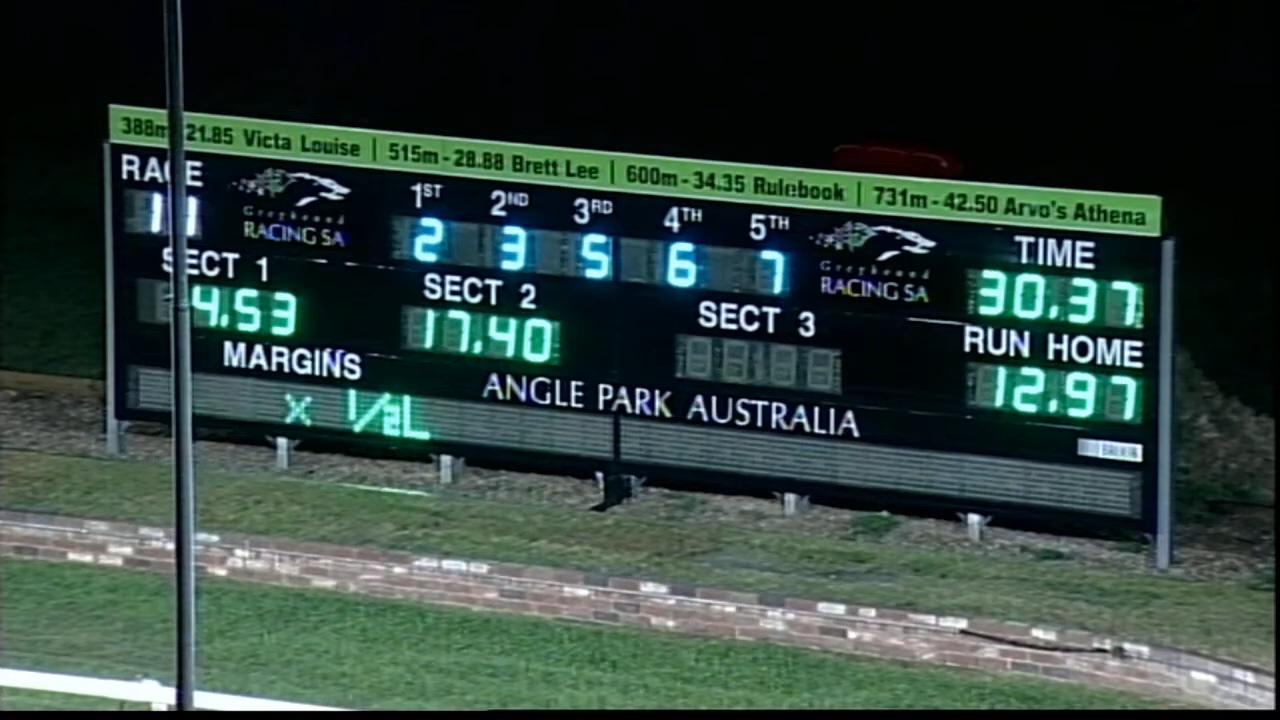 388m-21.85 Victa Louise | 515m-28.88 Brett Lee | 600m-34.35 Rulebook | 731m-42.50 Arvo's Athena
RACE 1ST 2ND 3RD 4TH 5TH TIME
11 Greyhound RACING SA 2 3 5 6 7 Greyhound RACING SA 30.37
SECT 1 SECT 2 SECT 3 RUN HOME
4.53 17.40 12.97
MARGINS ANGLE PARK AUSTRALIA
X 1/2L